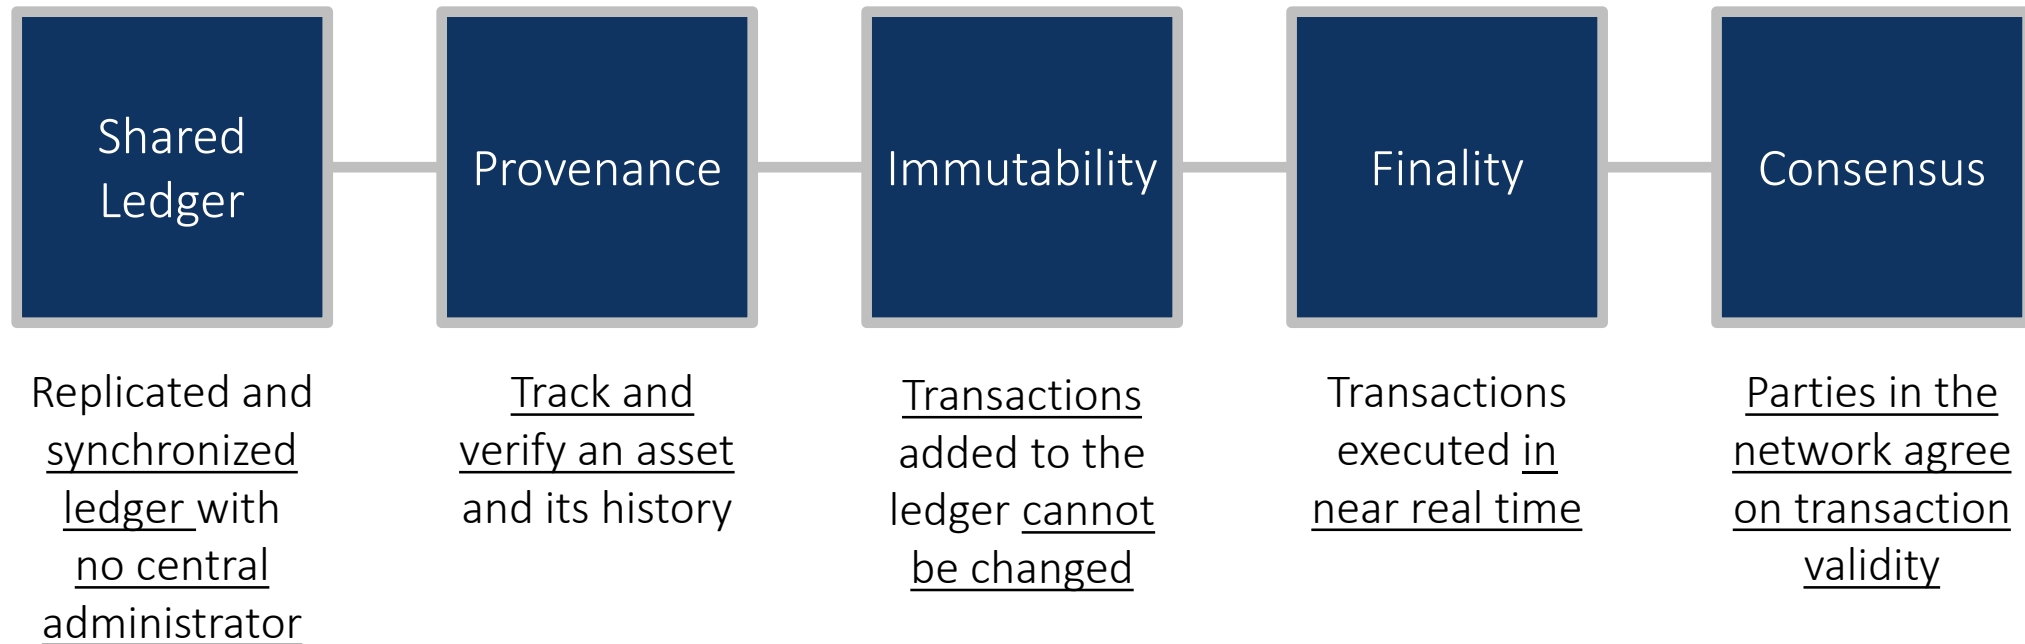 Shared
Ledger
Provenance
Immutability
Finality
Consensus
Replicated and
synchronized
ledger with
no central
administrator
Track and
verify an asset
and its history
Transactions
added to the
ledger cannot
be changed
Transactions
executed in
near real time
Parties in the
network agree
on transaction
validity